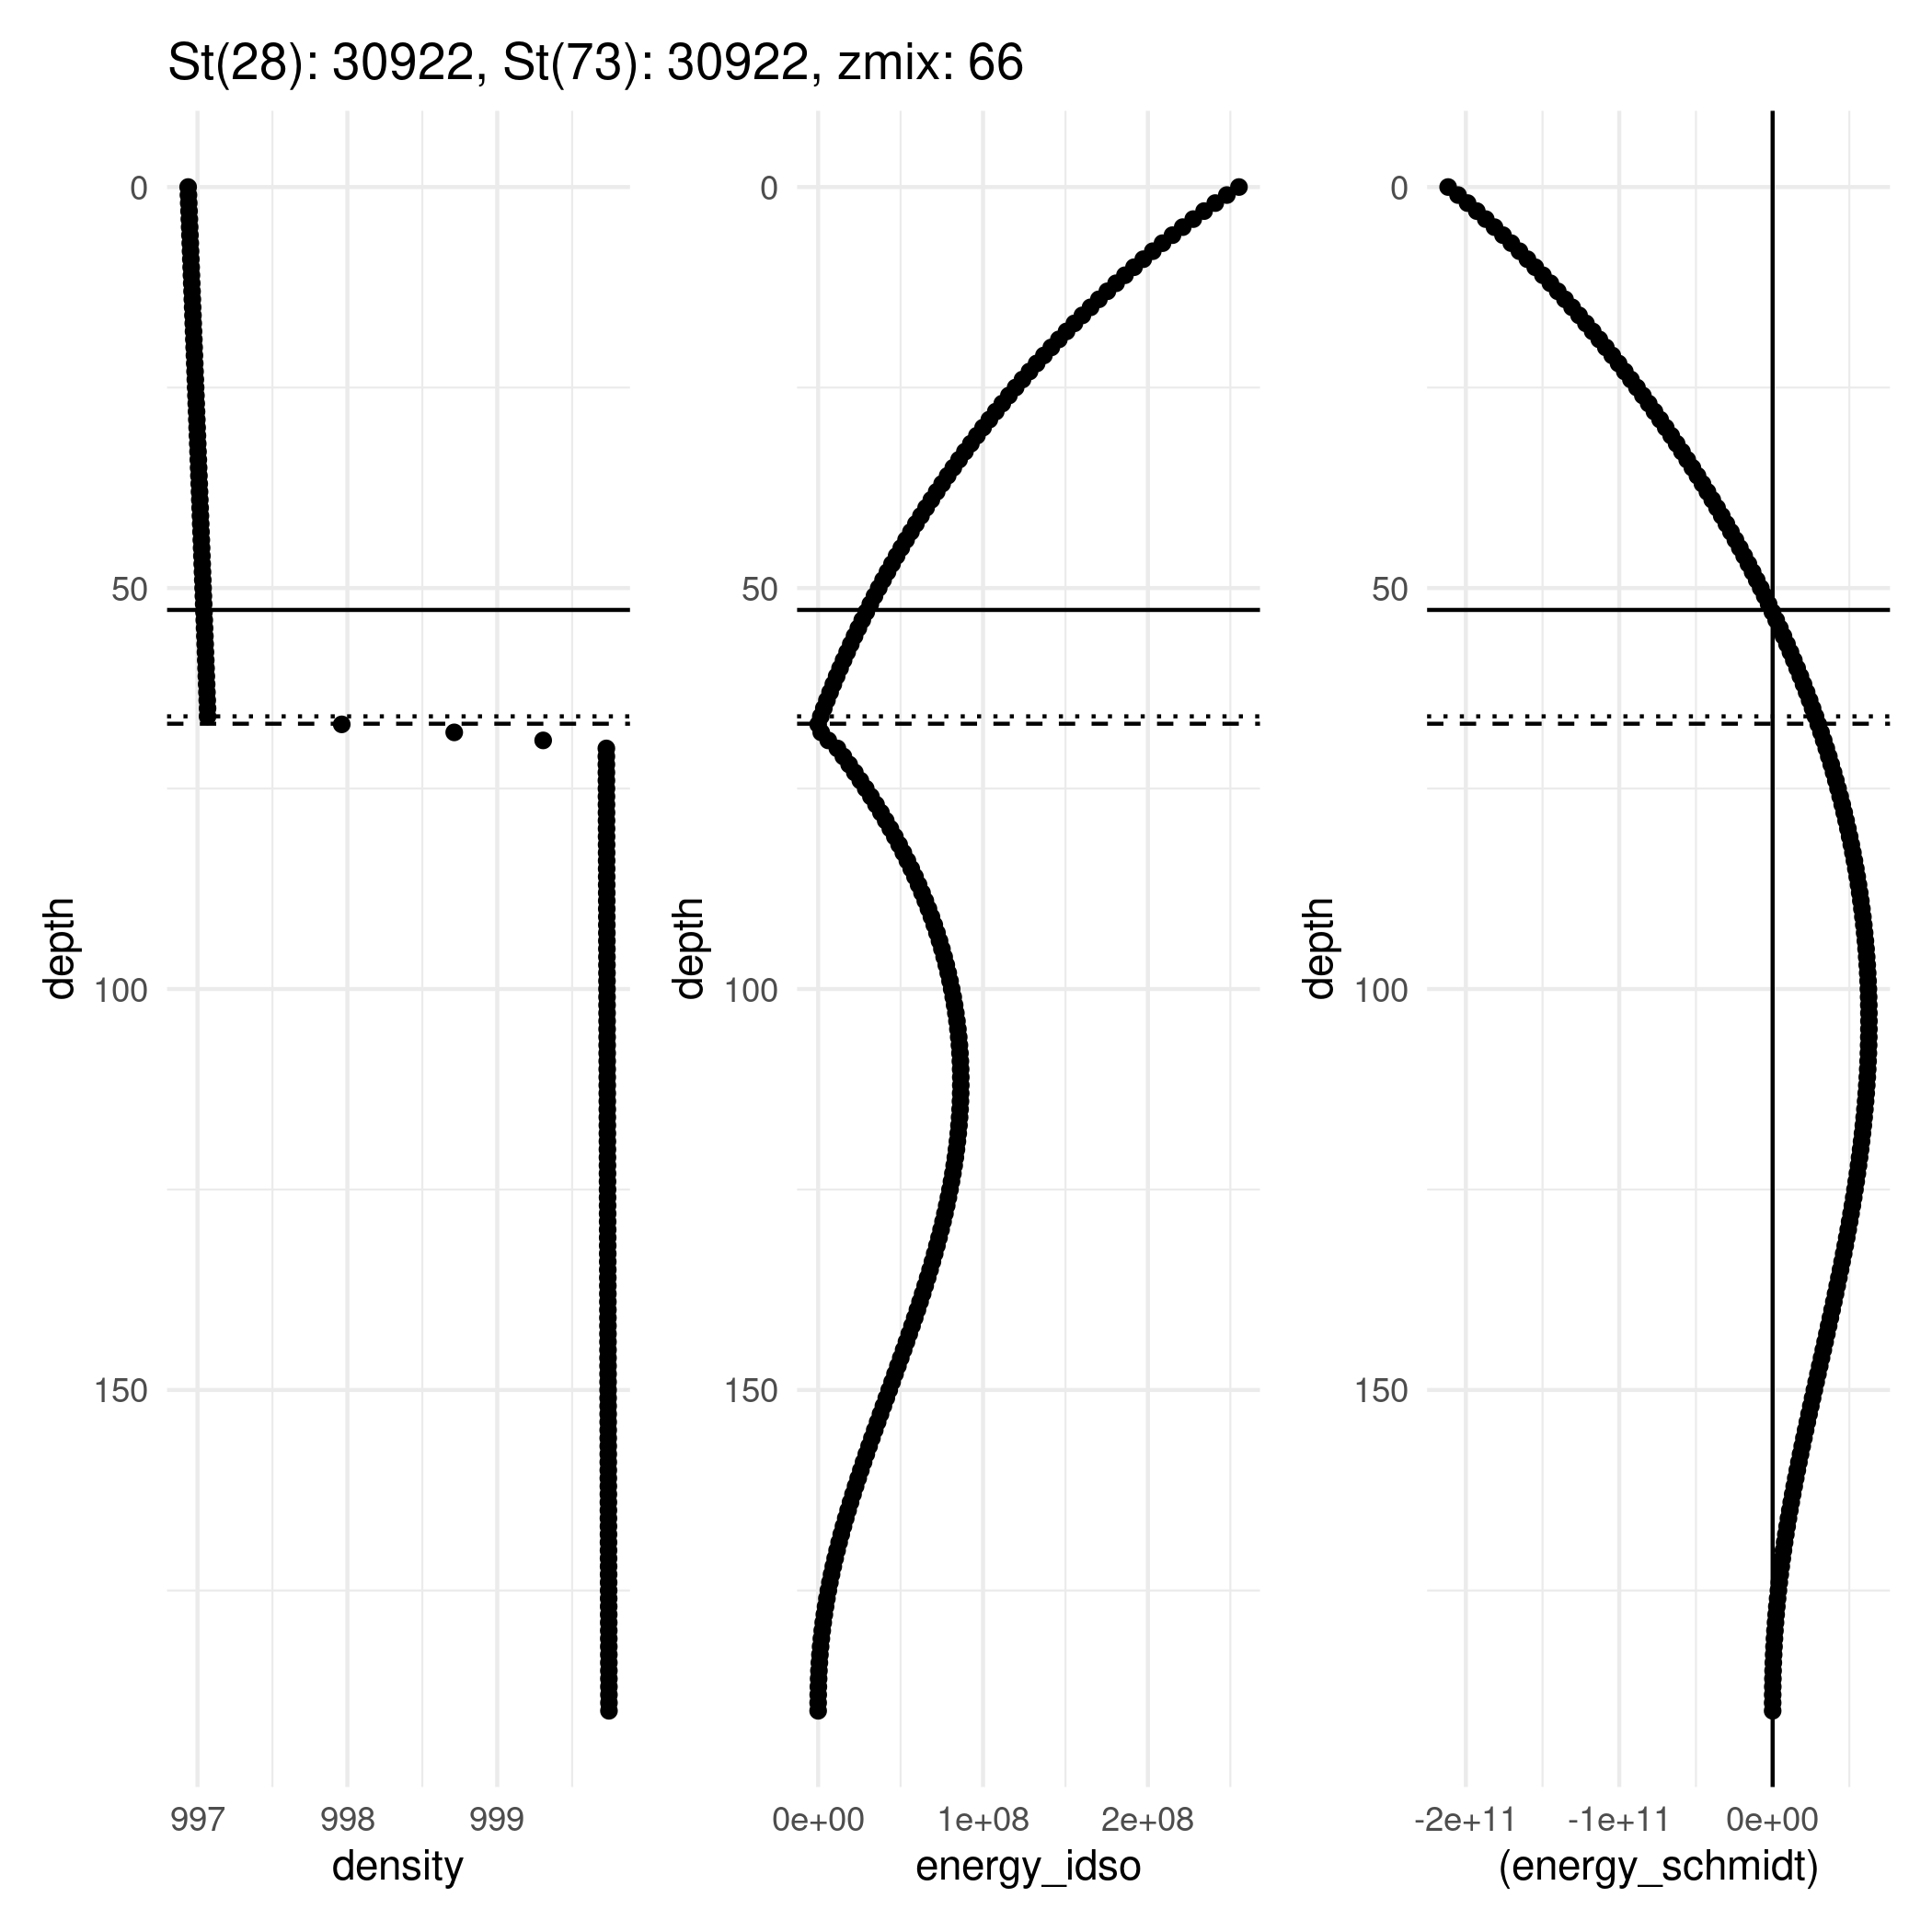 St(28): 30922, St(73): 30922, zmix: 66
0
50
100
150
depth
997
998
999
density
0
50
100
150
depth
0e+00
1e+08
2e+08
energy_idso
0
50
100
150
depth
-2e+11
-1e+11
0e+00
(energy_schmidt)